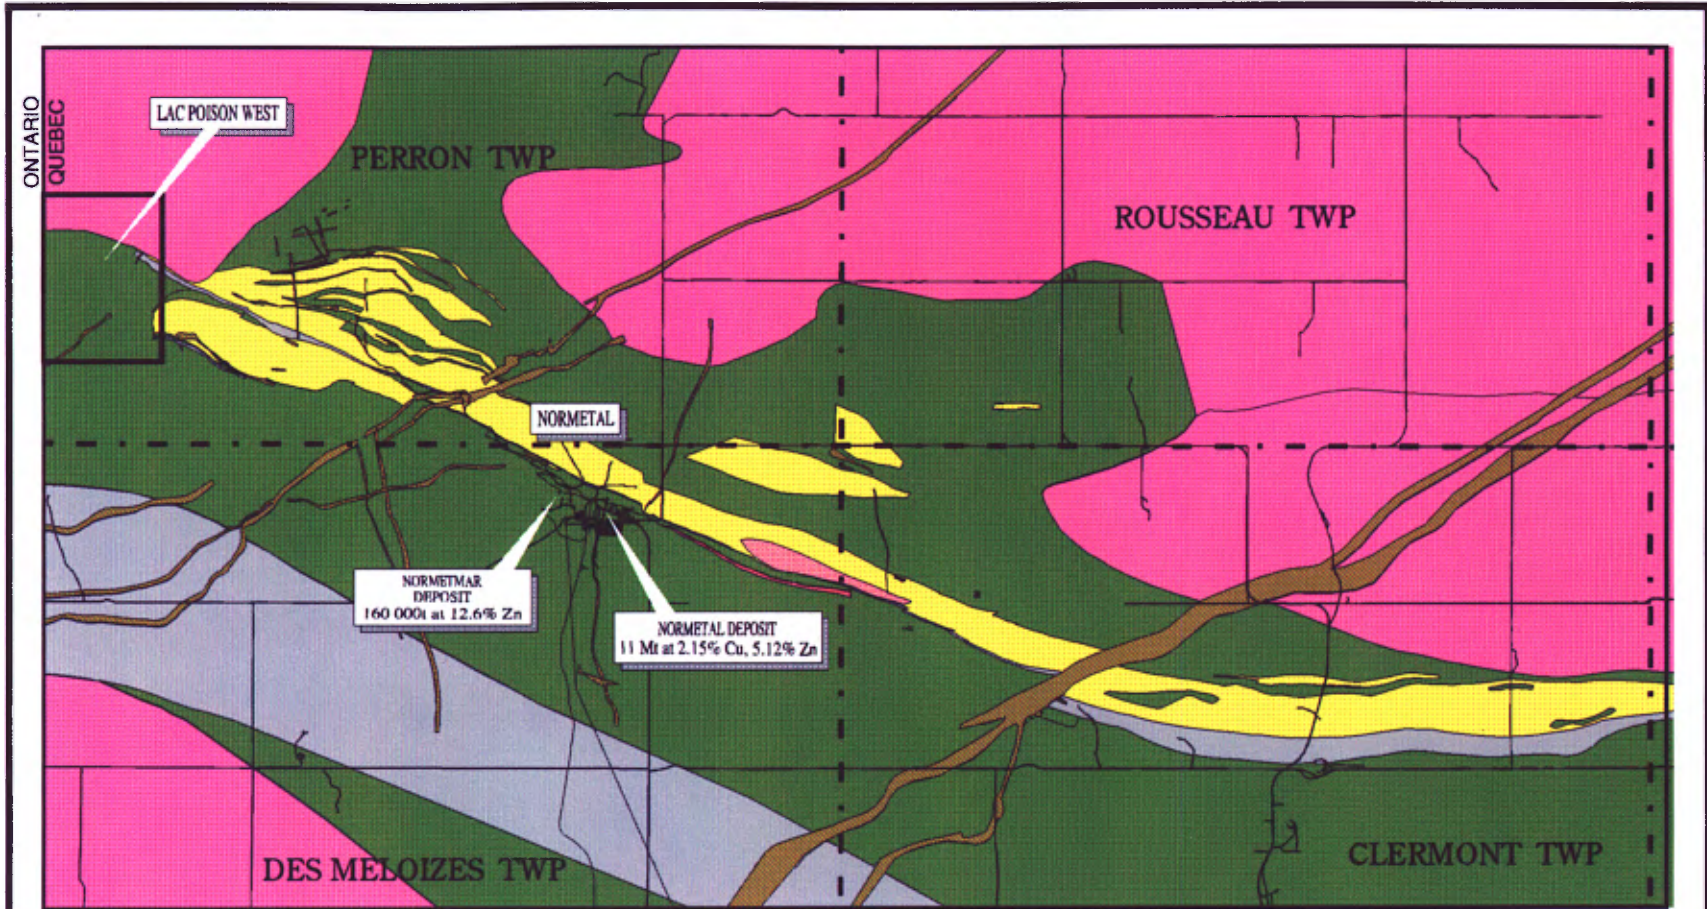 ONTARIO
QUEBEC
LAC POISON WEST
PERRON TWP
ROUSSEAU TWP
NORMETAL
NORMETMAR
DEPOSIT
160 000t at 12.6% Zn
NORMETAL DEPOSIT
11 Mt at 2.15% Cu, 5.12% Zn
DES MELOIZES TWP
CLERMONT TWP